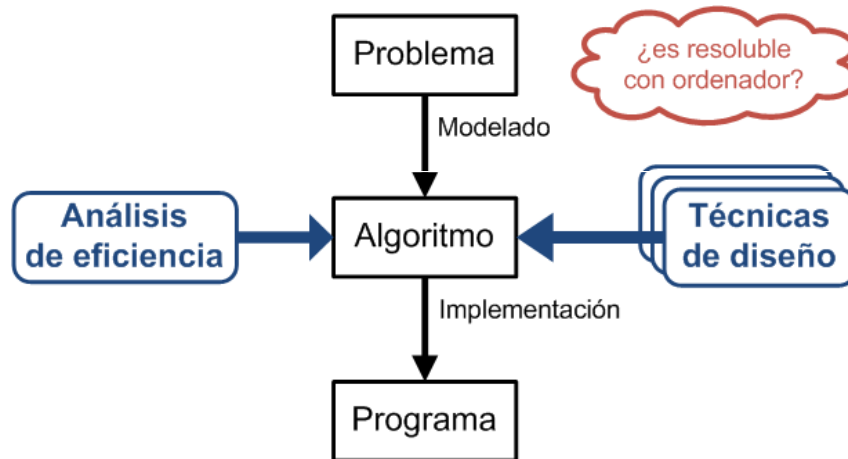 Problema
¿es resoluble
con ordenador?
Modelado
Análisis
de eficiencia
Algoritmo
Técnicas
de diseño
Implementación
Programa